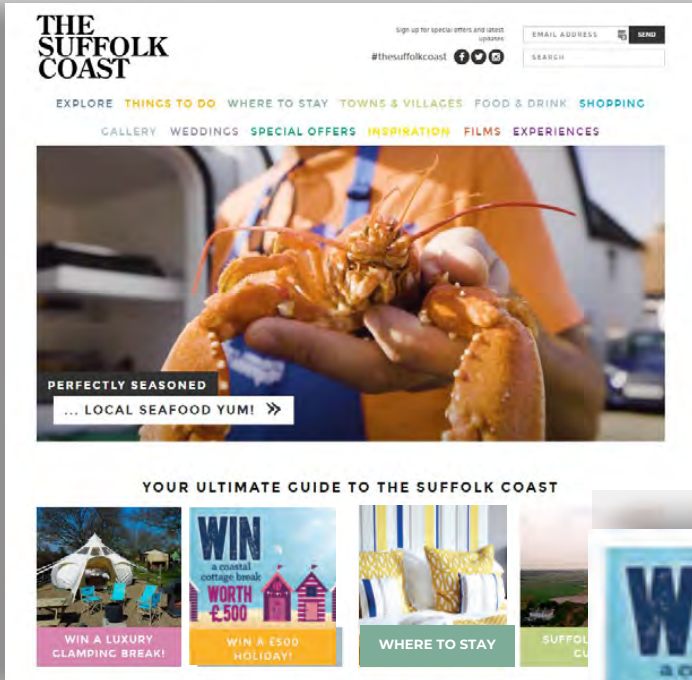 THE
SUFFOLK
COAST
Sign up for special offers and latest
updates
EMAIL ADDRESS
SEND
#thesuffolkcoast
SEARCH
EXPLORE THINGS TO DO WHERE TO STAY TOWNS & VILLAGES FOOD & DRINK SHOPPING
GALLERY WEDDINGS SPECIAL OFFERS INSPIRATION FILMS EXPERIENCES
PERFECTLY SEASONED
... LOCAL SEAFOOD YUM!
YOUR ULTIMATE GUIDE TO THE SUFFOLK COAST
WIN A LUXURY
GLAMPING BREAK!
WIN
a coastal
cottage break
WORTH
£500
WIN A £500
HOLIDAY!
WHERE TO STAY